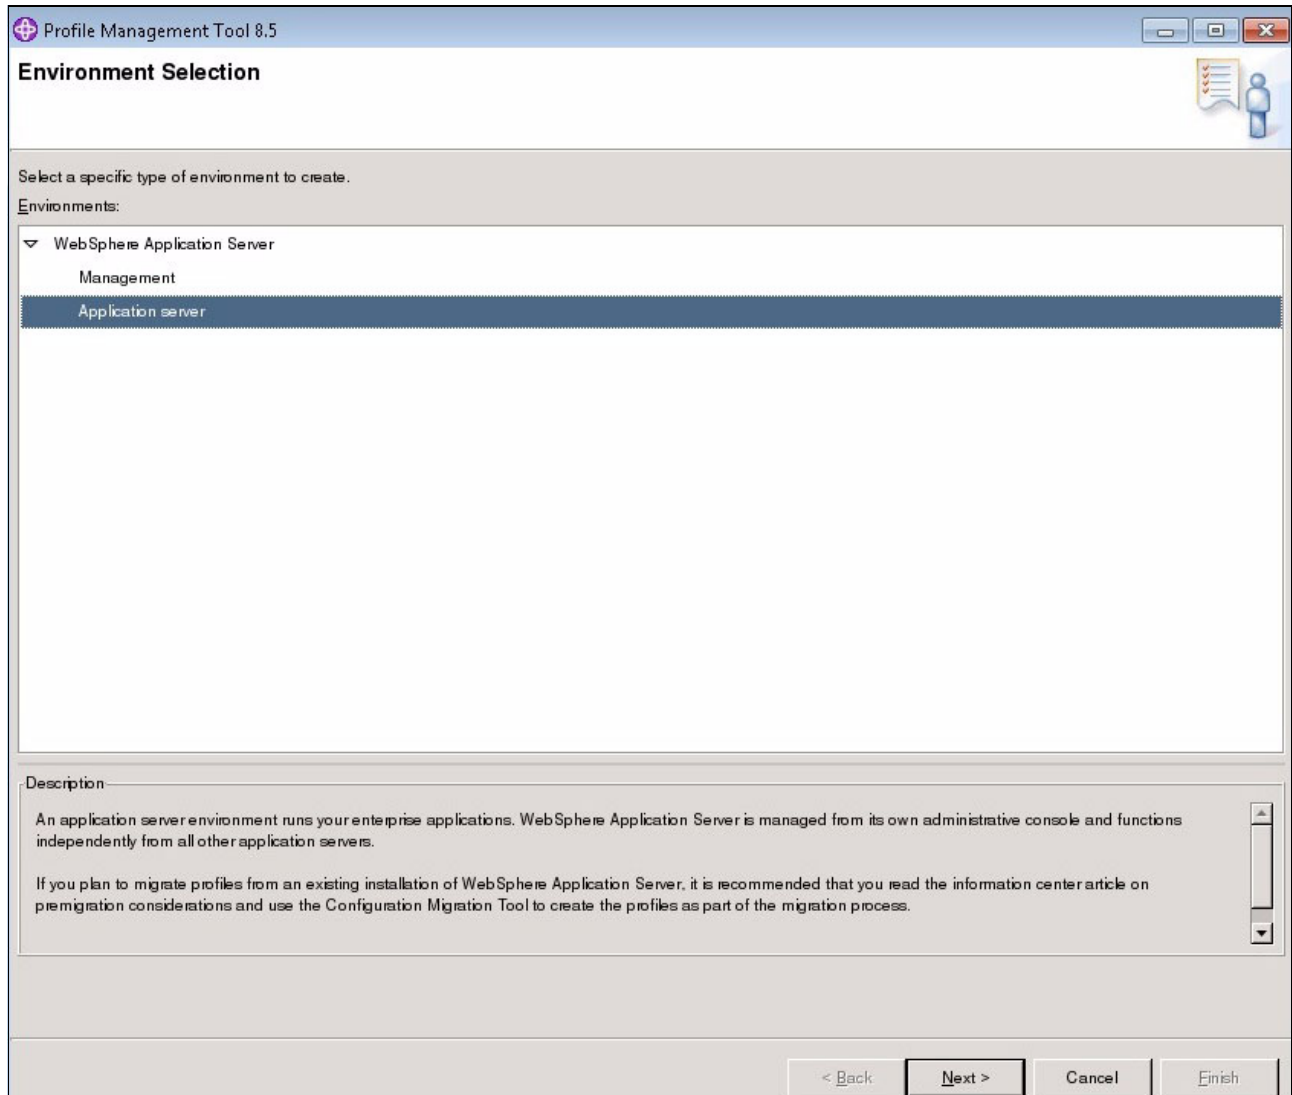 Profile Management Tool 8.5
Environment Selection
Select a specific type of environment to create.
Environments:
WebSphere Application Server
Management
Application server
Description
An application server environment runs your enterprise applications. WebSphere Application Server is managed from its own administrative console and functions
independently from all other application servers.
If you plan to migrate profiles from an existing installation of WebSphere Application Server, it is recommended that you read the information center article on
premigration considerations and use the Configuration Migration Tool to create the profiles as part of the migration process.
< Back Next > Cancel Finish